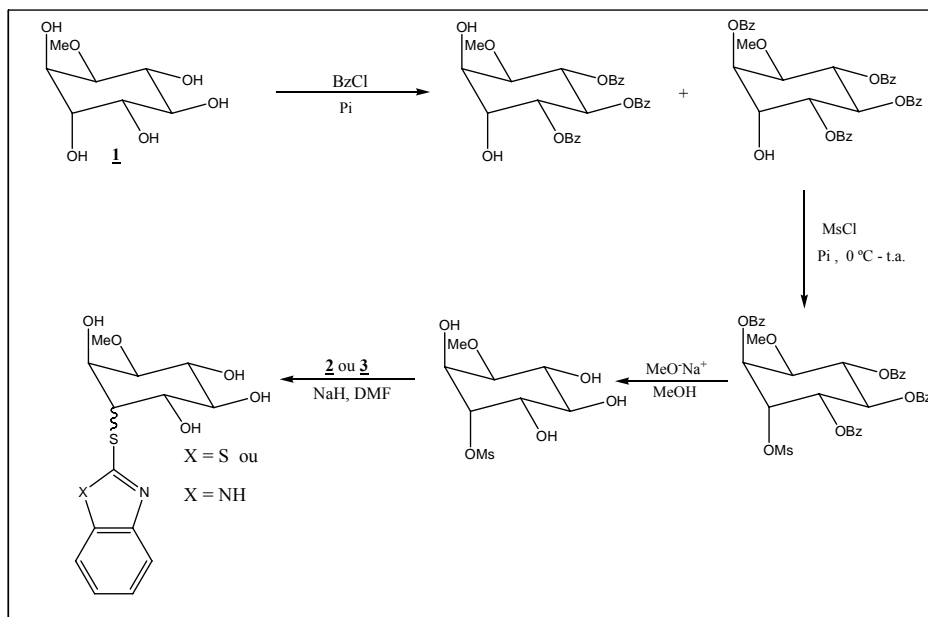 OH
MeO
OH
OH
OH
OH
1
BzCl
Pi
OH
MeO
OBz
OBz
OBz
OH
+
OBz
MeO
OBz
OBz
OBz
OH
MsCl
Pi , 0 ºC - t.a.
OBz
MeO
OBz
OBz
OBz
OMs
MeO-Na+
MeOH
OH
MeO
OH
OH
OH
OMs
2 ou 3
NaH, DMF
OH
MeO
OH
OH
OH
S
X
N
X = S ou
X = NH